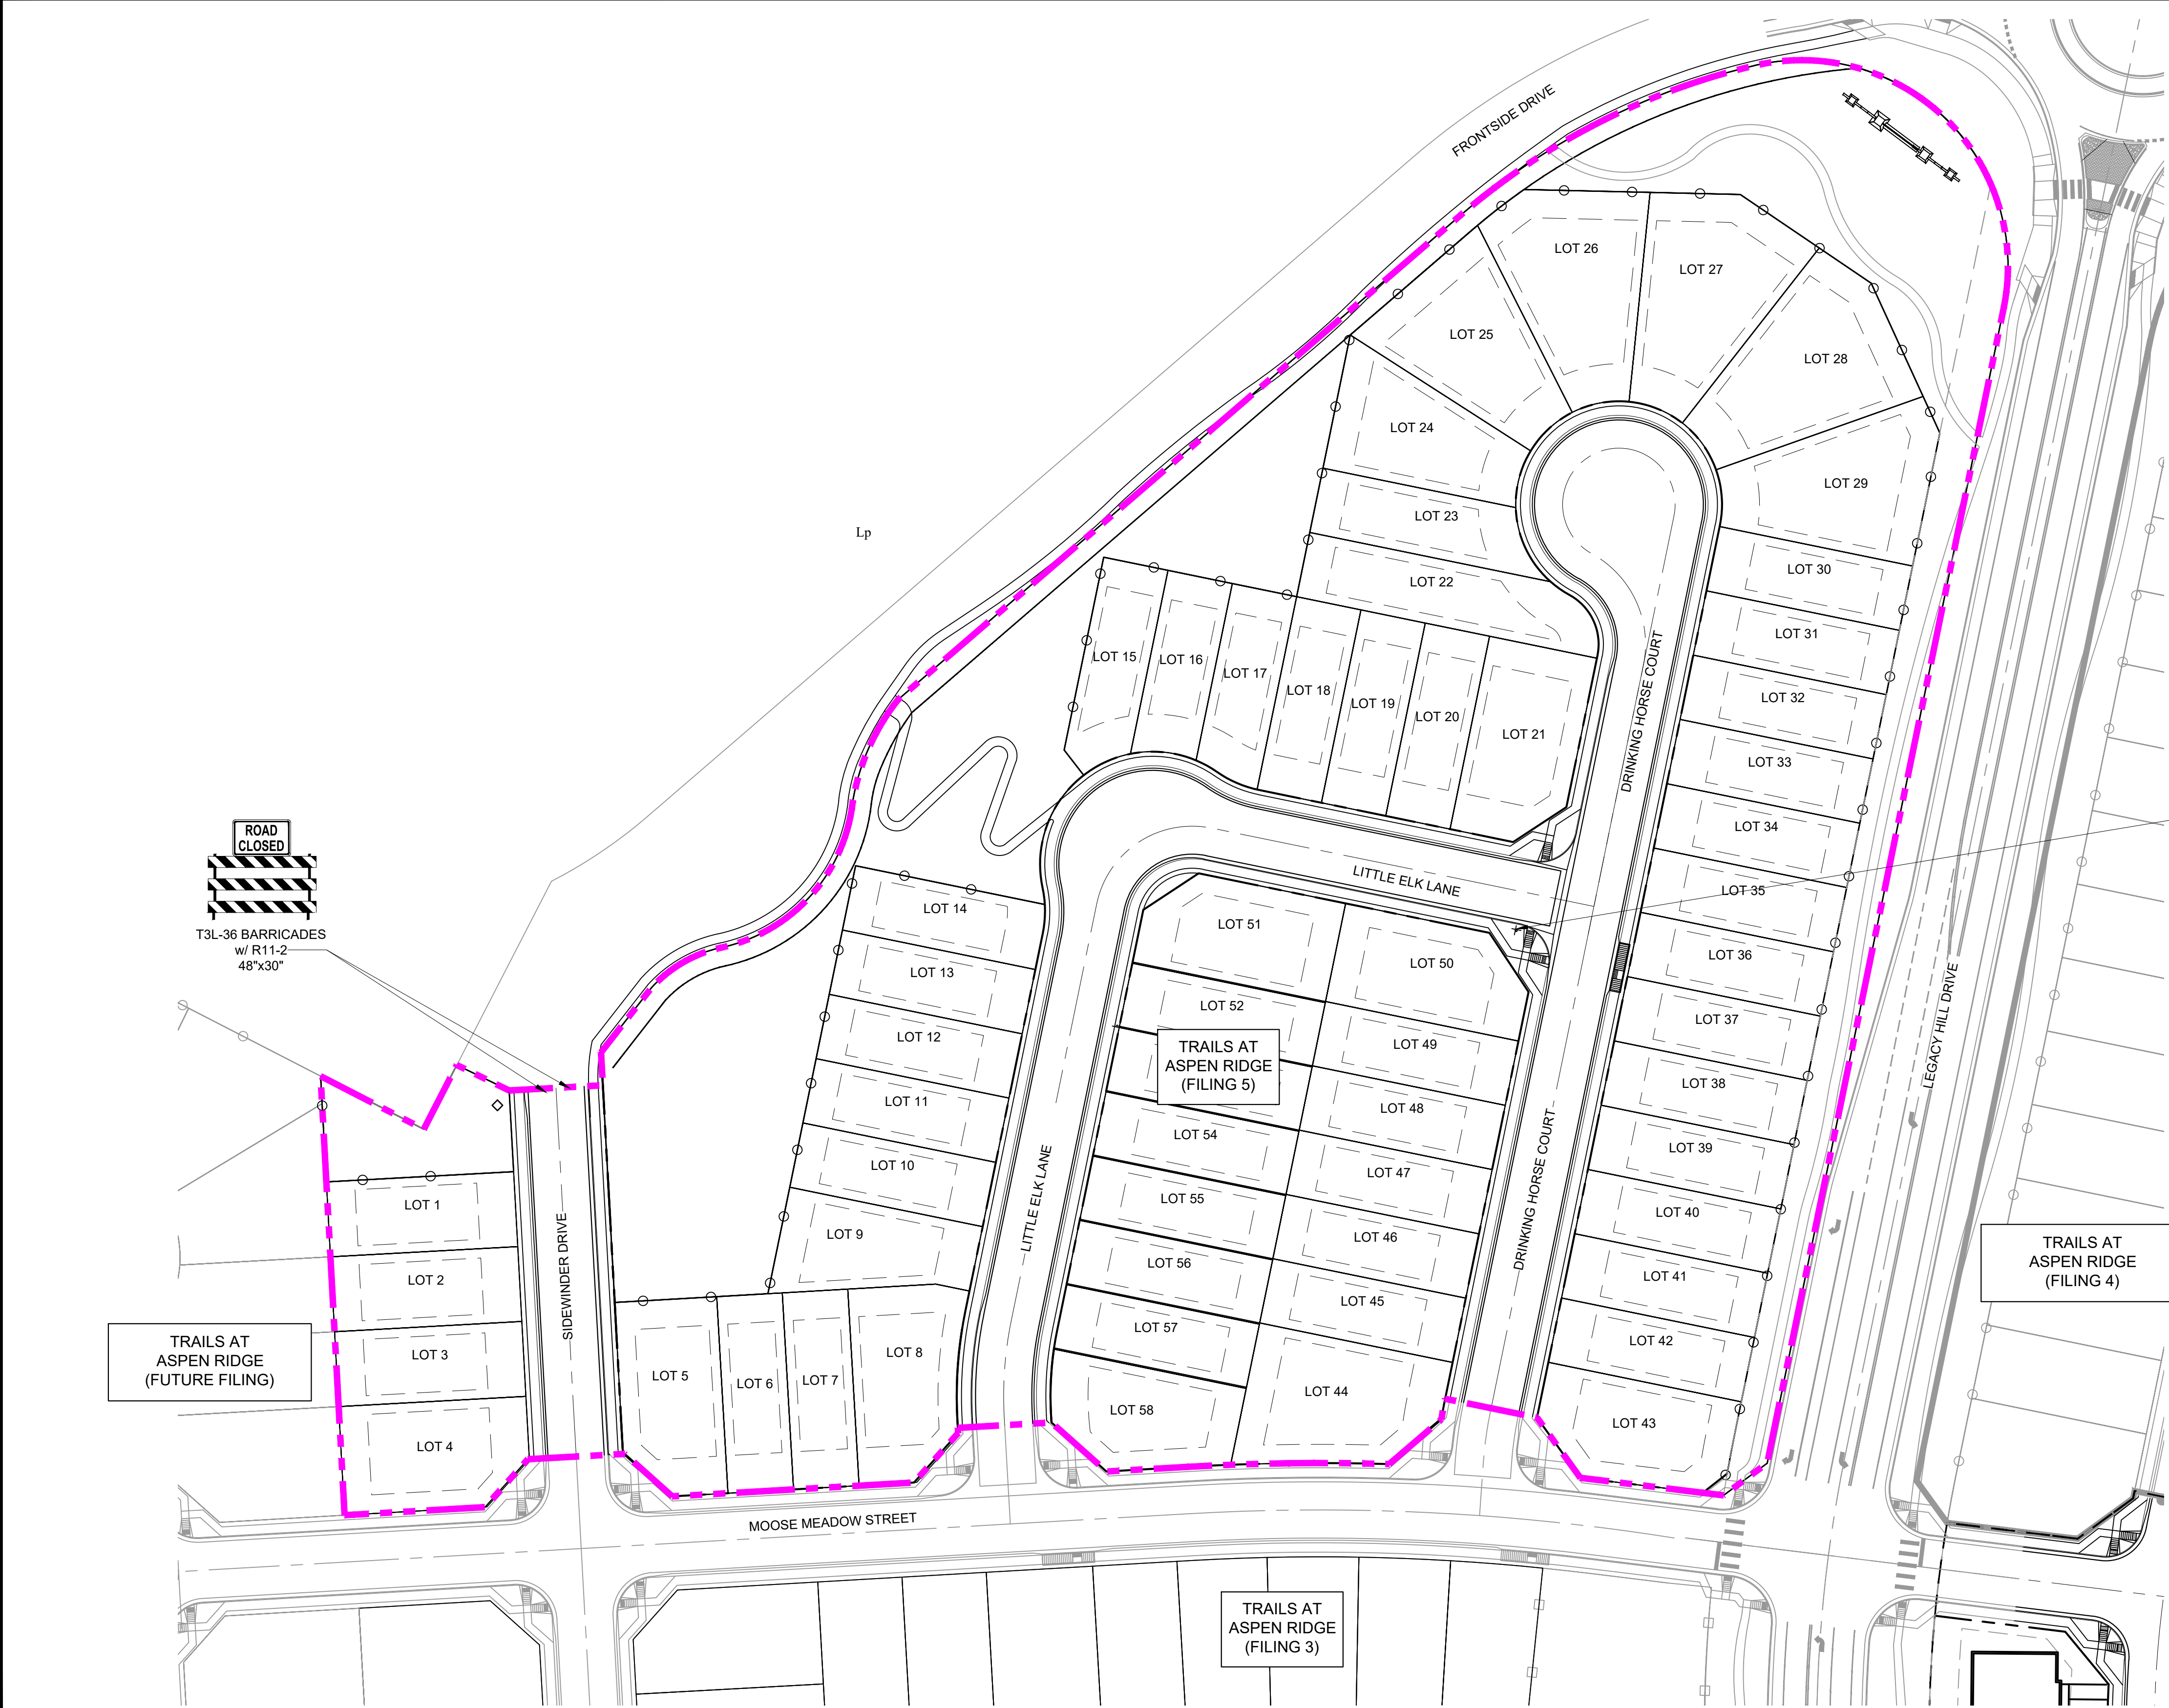 FRONTSIDE DRIVE
LOT 26
LOT 27
LOT 25
LOT 28
LOT 24
LOT 29
LOT 23
Lp
LOT 22
LOT 30
LOT 31
LOT 15
LOT 16
LOT 17
LOT 18
LOT 19
LOT 20
LOT 21
DRINKING HORSE COURT
LOT 32
LOT 33
LOT 34
ROAD
CLOSED
T3L-36 BARRICADES
w/ R11-2
48"x30"
LITTLE ELK LANE
LOT 35
LOT 14
LOT 51
LOT 50
LOT 36
LOT 13
LOT 52
LOT 37
LOT 12
LOT 49
TRAILS AT
ASPEN RIDGE
(FILING 5)
LEGACY HILL DRIVE
LOT 38
LOT 11
LOT 48
LOT 54
LOT 39
LOT 10
LOT 47
LOT 1
LITTLE ELK LANE
LOT 55
DRINKING HORSE COURT
LOT 40
LOT 9
LOT 46
SIDEWINDER DRIVE
LOT 2
LOT 56
LOT 41
TRAILS AT
ASPEN RIDGE
(FILING 4)
LOT 45
LOT 3
LOT 57
LOT 42
TRAILS AT
ASPEN RIDGE
(FUTURE FILING)
LOT 5
LOT 6
LOT 7
LOT 8
LOT 44
LOT 58
LOT 43
LOT 4
MOOSE MEADOW STREET
TRAILS AT
ASPEN RIDGE
(FILING 3)